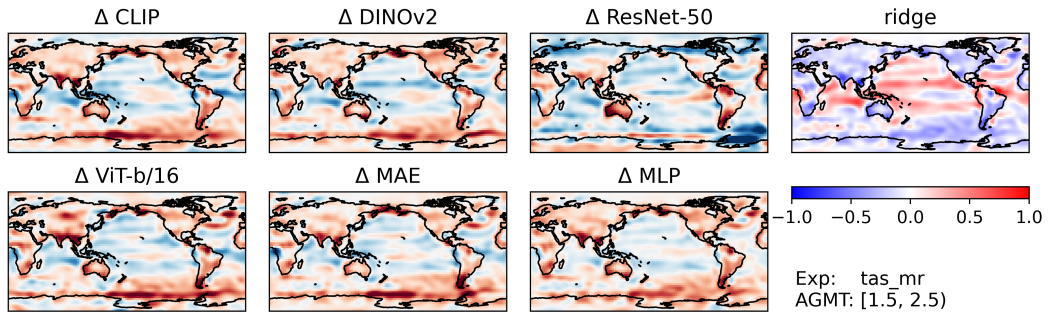 Δ CLIP
Δ DINOv2
Δ ResNet-50
ridge
Δ ViT-b/16
Δ MAE
Δ MLP
−1.0 −0.5 0.0 0.5 1.0
Exp: tas_mr
AGMT: [1.5, 2.5)